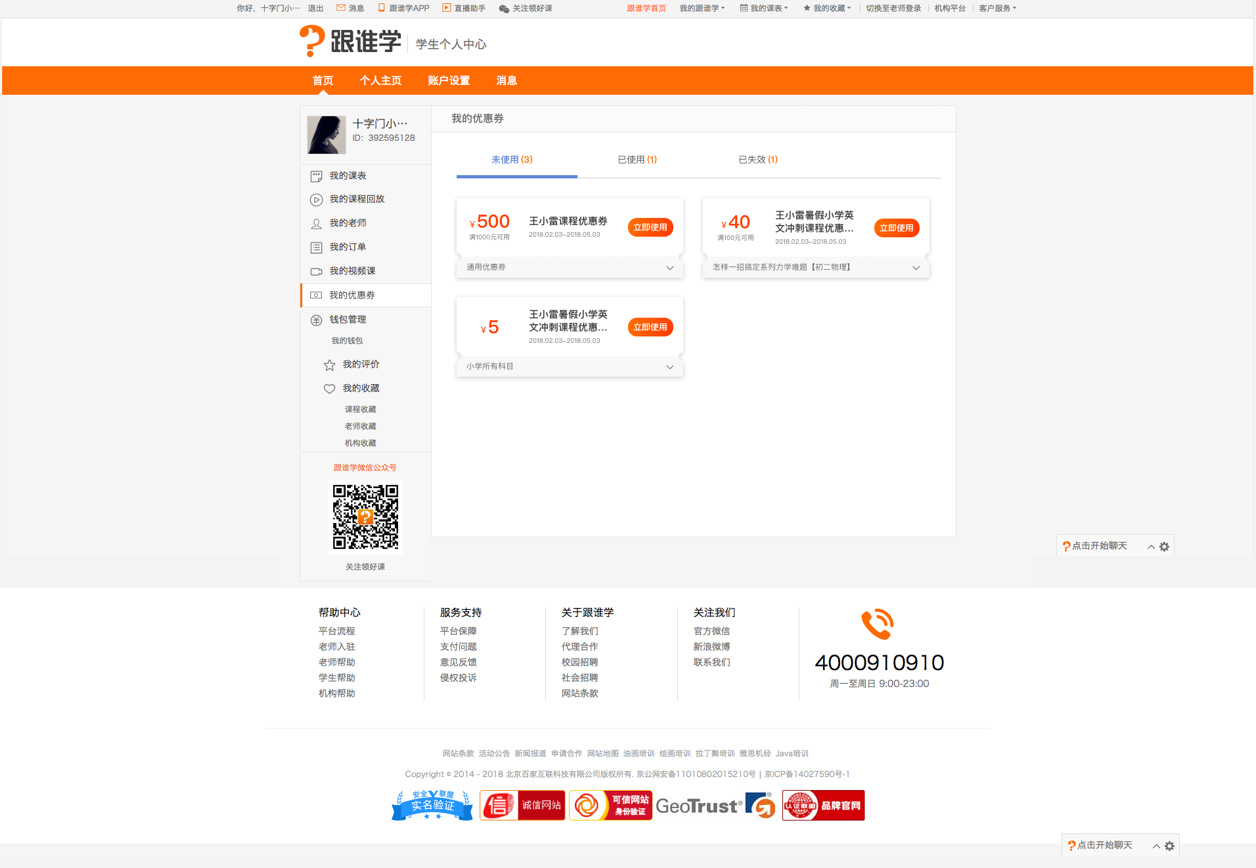 你好, 十字门小··· 退出 消息 跟谁学APP 直播助手 关注领好课 跟谁学首页 我的跟谁学 我的课表 我的收藏 切换至老师登录 机构平台 客户服务
跟谁学 学生个人中心
首页 个人主页 账户设置 消息
十字门小···
ID: 392595128
我的课表
我的课程回放
我的老师
我的订单
我的视频课
我的优惠券
钱包管理
我的钱包
我的评价
我的收藏
课程收藏
老师收藏
机构收藏
跟谁学微信公众号
关注领好课
我的优惠券
未使用 (3) 已使用 (1) 已失效 (1)
¥ 500
满1000元可用
王小雷课程优惠券
2018.02.03-2018.05.03
立即使用
通用优惠券
¥ 40
满100元可用
王小雷暑假小学英
文冲刺课程优惠...
2018.02.03-2018.05.03
立即使用
怎样一招搞定系列力学难题【初二物理】
¥ 5
王小雷暑假小学英
文冲刺课程优惠...
2018.02.03-2018.05.03
立即使用
小学所有科目
点击开始聊天
帮助中心
平台流程
老师入驻
老师帮助
学生帮助
机构帮助
服务支持
平台保障
支付问题
意见反馈
侵权投诉
关于跟谁学
了解我们
代理合作
校园招聘
社会招聘
网站条款
关注我们
官方微信
新浪微博
联系我们
4000910910
周一至周日 9:00-23:00
网站条款 活动公告 新闻报道 申请合作 网站地图 油画培训 绘画培训 拉丁舞培训 雅思机经 Java培训
Copyright © 2014 - 2018 北京百家互联科技有限公司版权所有. 京公网安备11010802015210号 | 京ICP备14027590号-1
安全联盟
实名验证
信 诚信网站
可信网站
身份验证
GeoTrust®
认证联盟 品牌官网
点击开始聊天